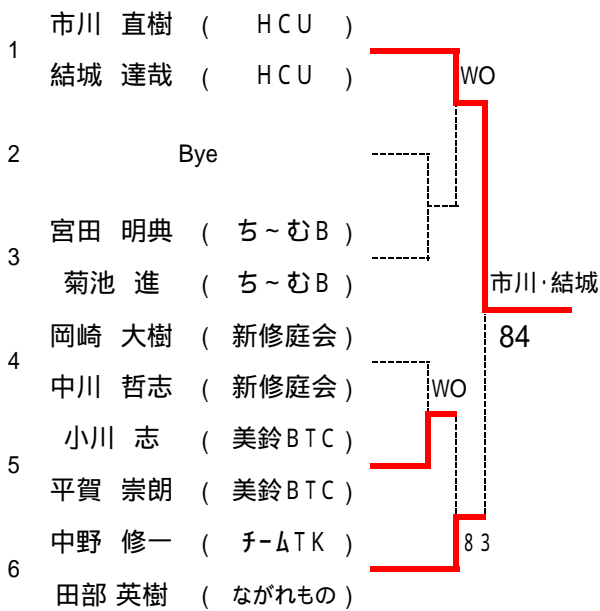 市川 直樹 ( HCU )
1
結城 達哉 ( HCU )
WO
2 Bye
宮田 明典 ( ち~むB )
3
菊池 進 ( ち~むB )
市川・結城
岡崎 大樹 ( 新修庭会 )
84
4
中川 哲志 ( 新修庭会 )
WO
小川 志 ( 美鈴BTC )
5
平賀 崇朗 ( 美鈴BTC )
中野 修一 ( チームTK )
83
6
田部 英樹 ( ながれもの )